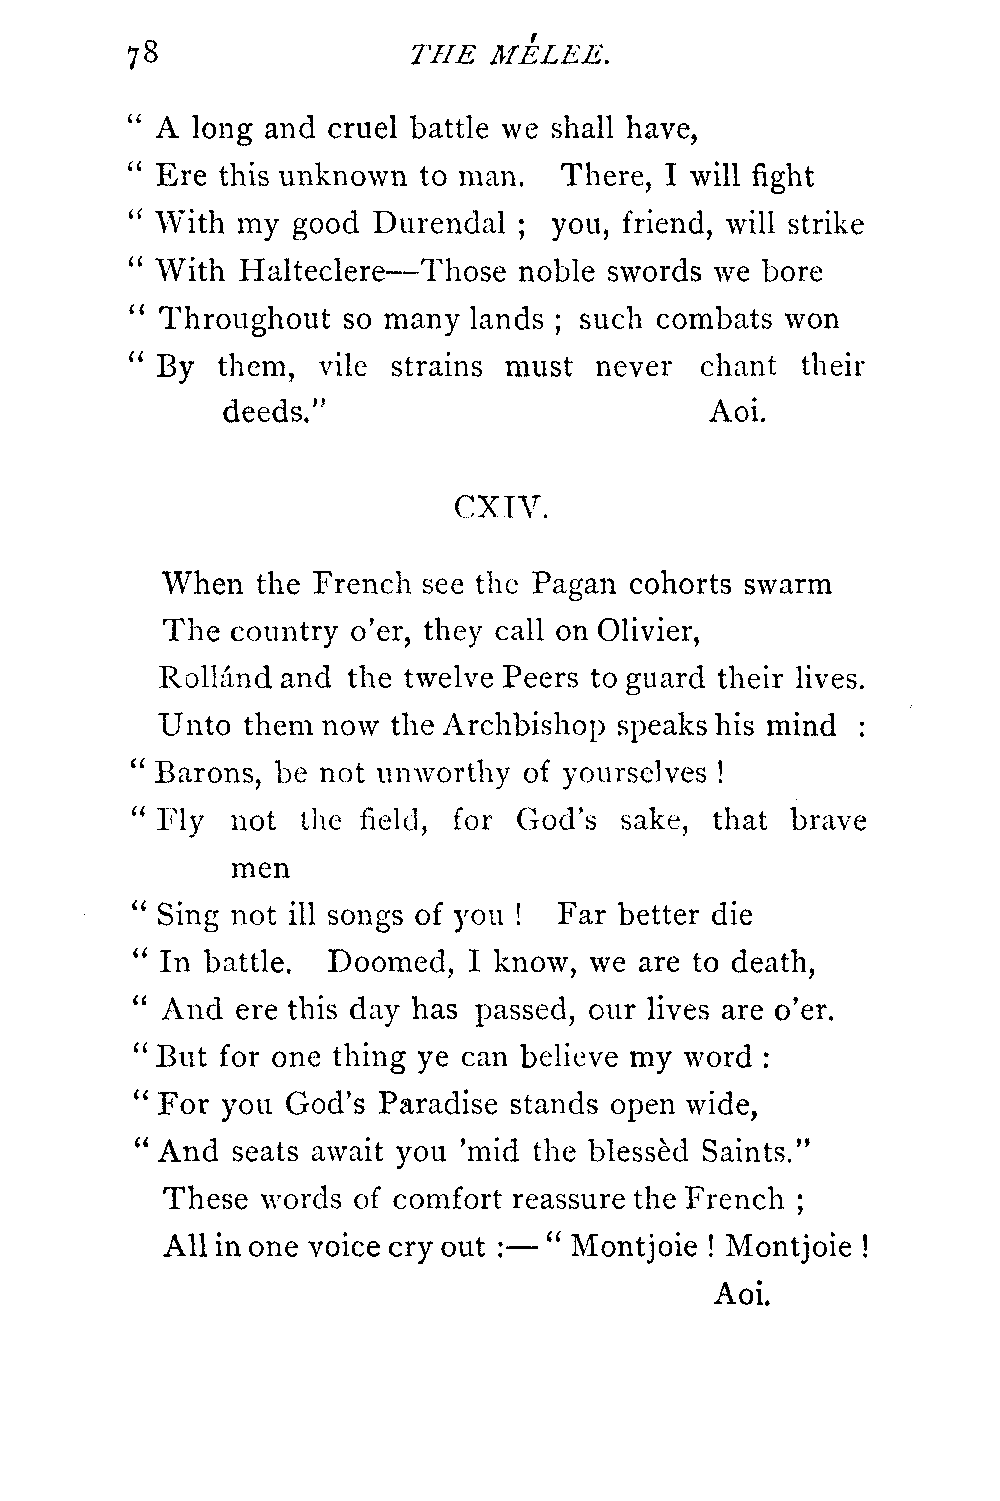 78 THE MÉLEE.
“ A long and cruel battle we shall have,
“ Ere this unknown to man. There, I will fight
“ With my good Durendal ; you, friend, will strike
“ With Halteclere—Those noble swords we bore
“ Throughout so many lands ; such combats won
“ By them, vile strains must never chant their
deeds.” Aoi.
CXIV.
When the French see the Pagan cohorts swarm
The country o’er, they call on Olivier,
Rollánd and the twelve Peers to guard their lives.
Unto them now the Archbishop speaks his mind :
“ Barons, be not unworthy of yourselves !
“ Fly not the field, for God’s sake, that brave
men
“ Sing not ill songs of you ! Far better die
“ In battle. Doomed, I know, we are to death,
“ And ere this day has passed, our lives are o’er.
“ But for one thing ye can believe my word :
“ For you God’s Paradise stands open wide,
“ And seats await you ’mid the blessèd Saints.”
These words of comfort reassure the French ;
All in one voice cry out :— “ Montjoie ! Montjoie !
Aoi.